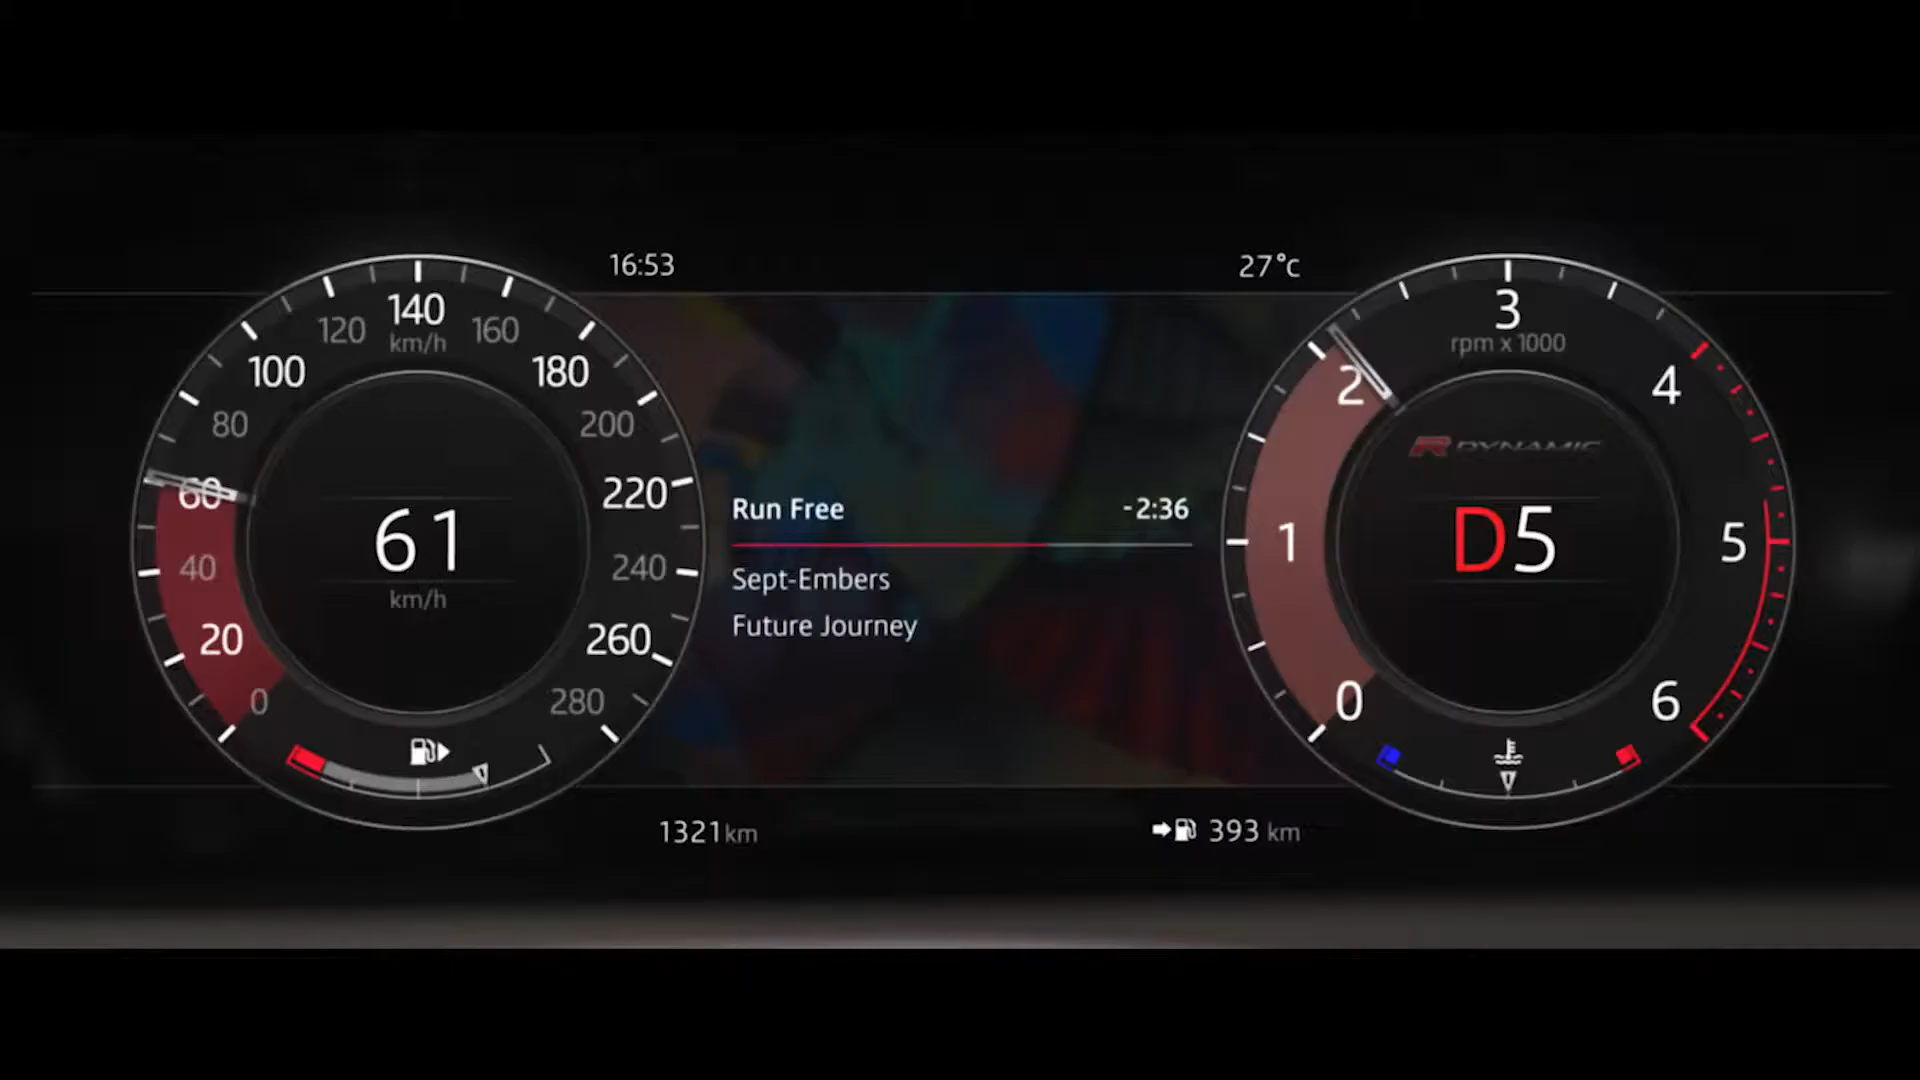 16:53
27°c
140
120
160
km/h
100
180
80
200
60
220
61
40
240
km/h
20
260
0
280
Run Free
-2:36
Sept-Embers
Future Journey
3
rpm x 1000
2
4
R DYNAMIC
1
D5
5
0
6
1321 km
393 km